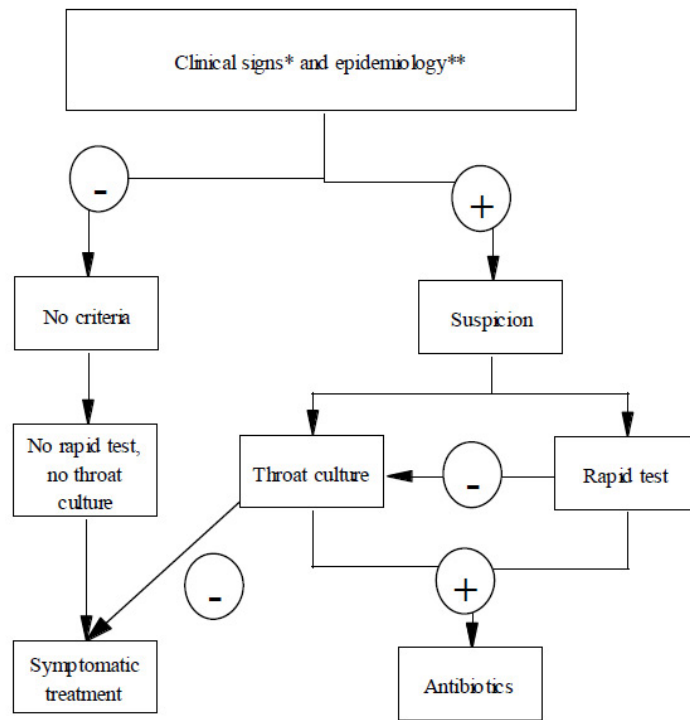 Clinical signs* and epidemiology**
-
+
No criteria
Suspicion
No rapid test,
no throat
culture
Throat culture
-
Rapid test
-
+
Symptomatic
treatment
Antibiotics